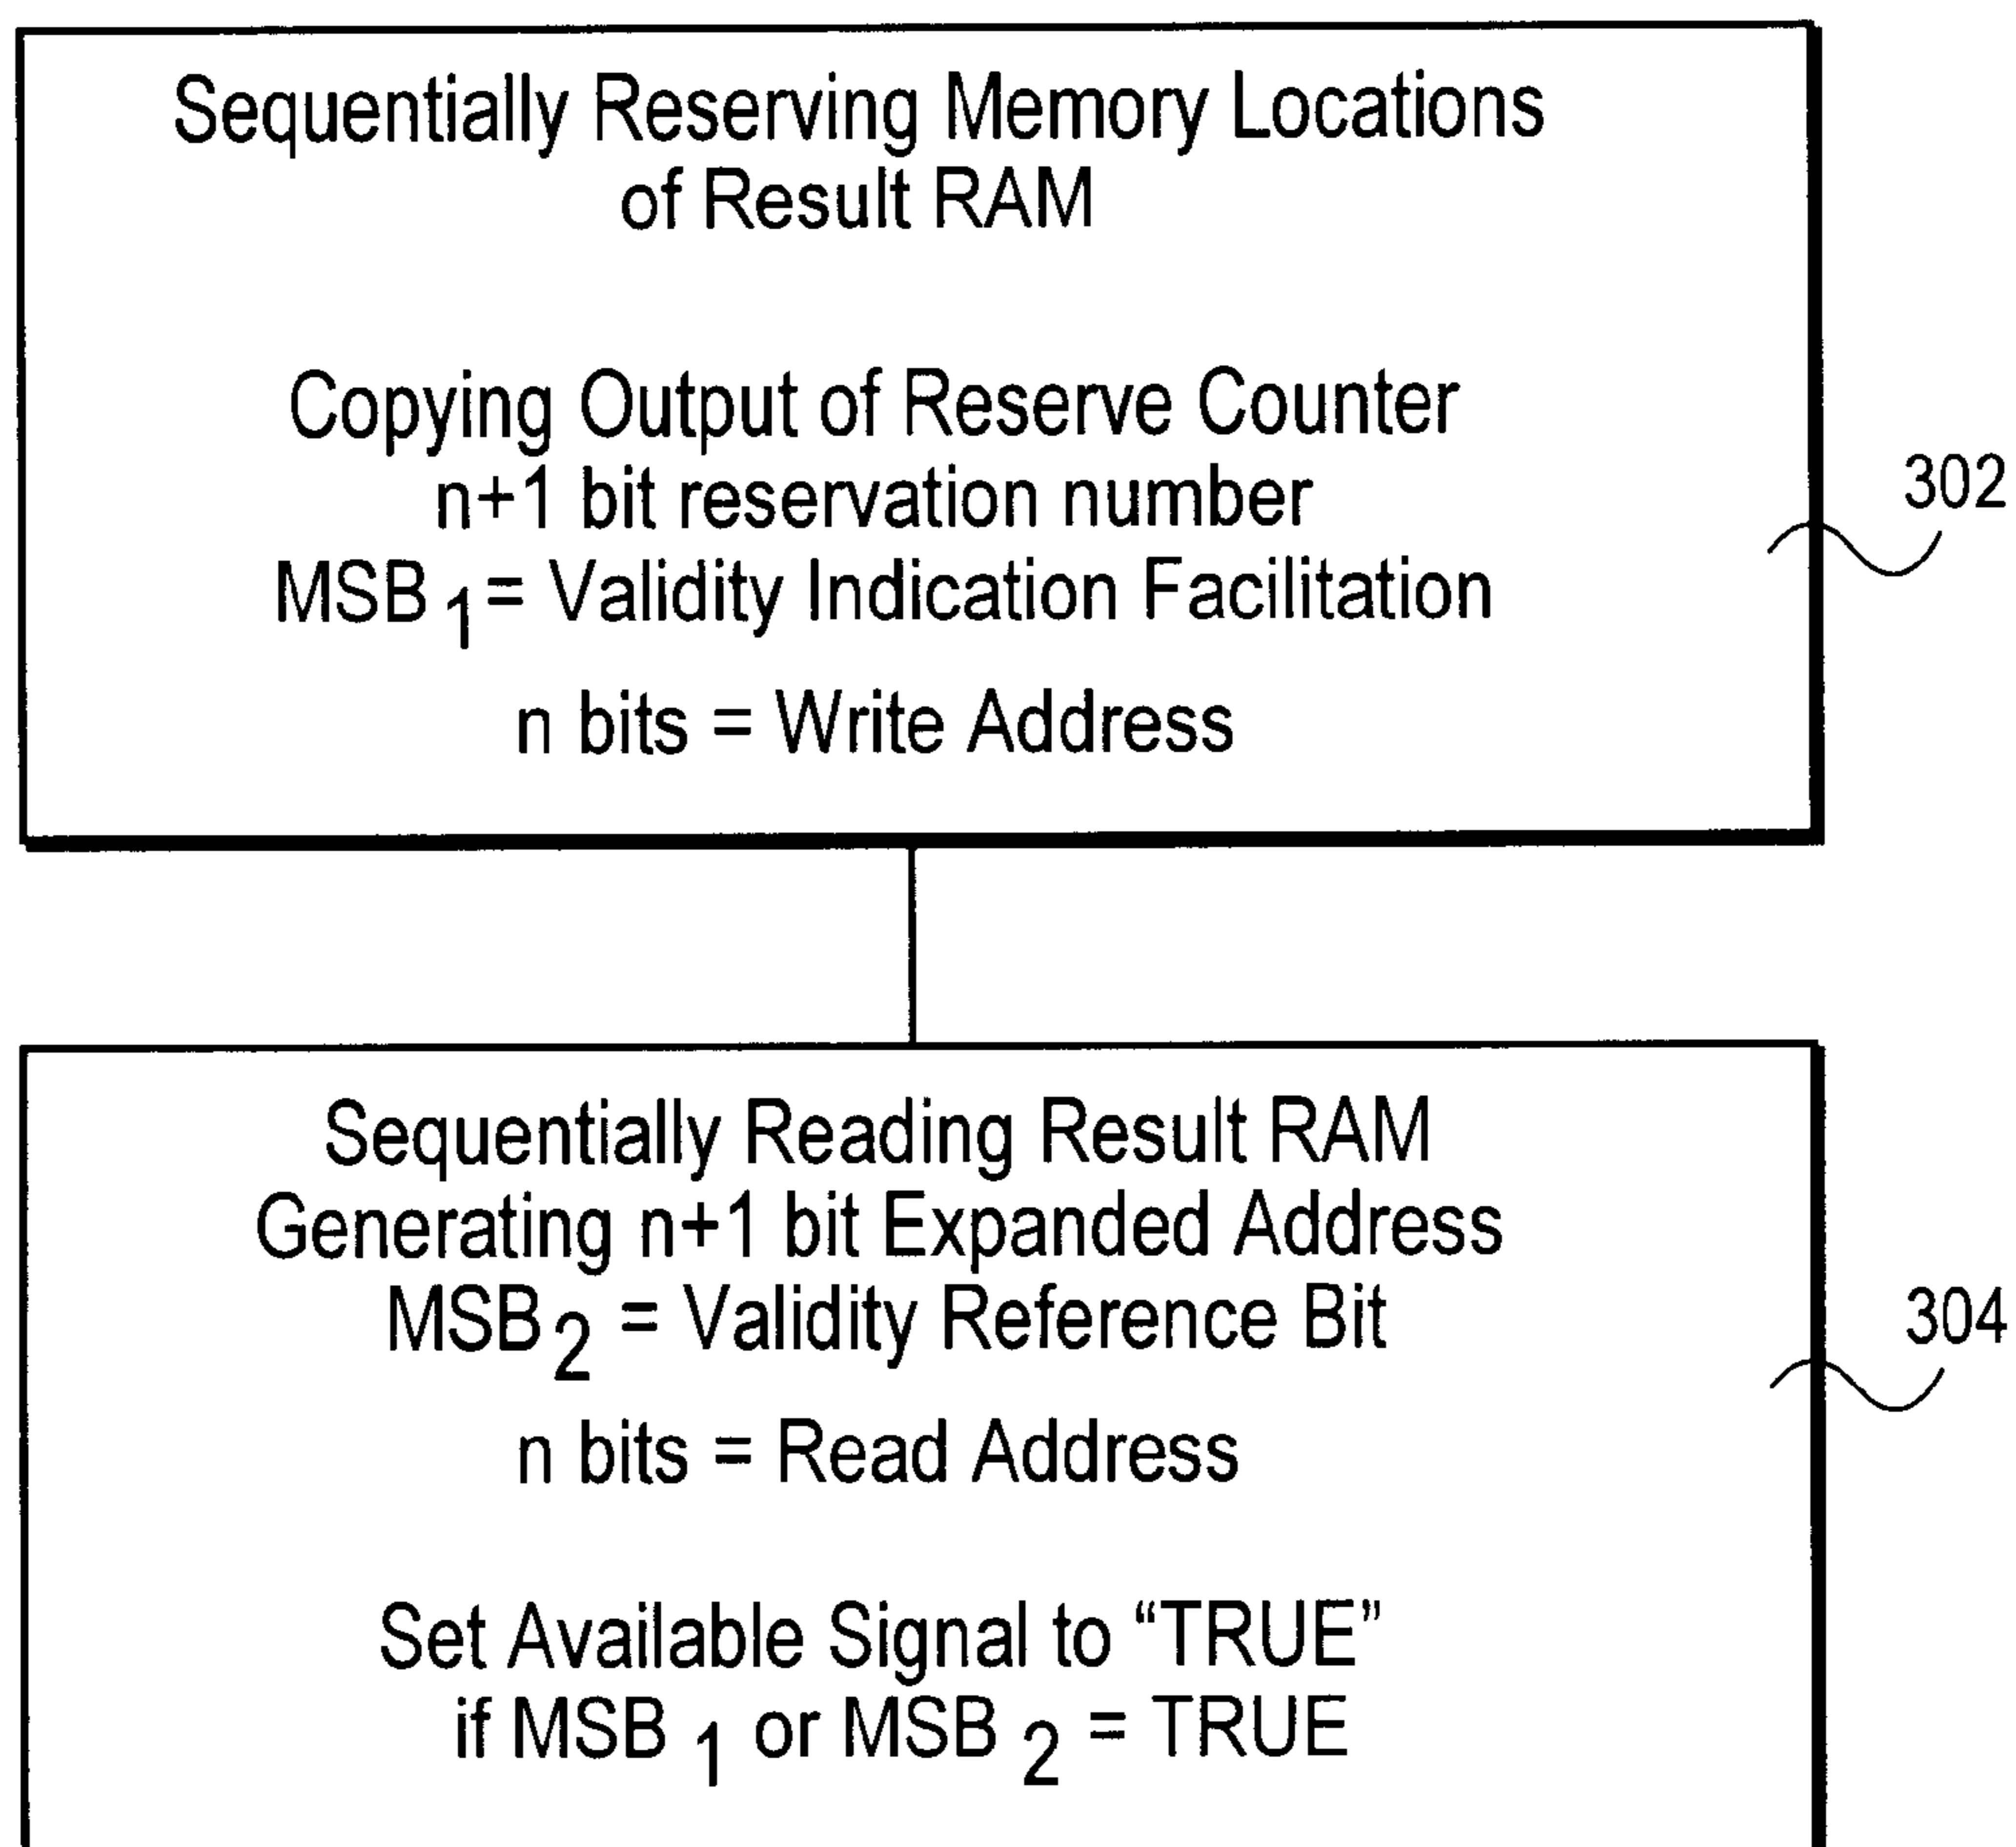 Sequentially Reserving Memory Locations
of Result RAM
Copying Output of Reserve Counter
n+1 bit reservation number
MSB 1 = Validity Indication Facilitation
n bits = Write Address
302
Sequentially Reading Result RAM
Generating n+1 bit Expanded Address
MSB 2 = Validity Reference Bit
n bits = Read Address
304
Set Available Signal to “TRUE”
if MSB 1 or MSB 2 = TRUE